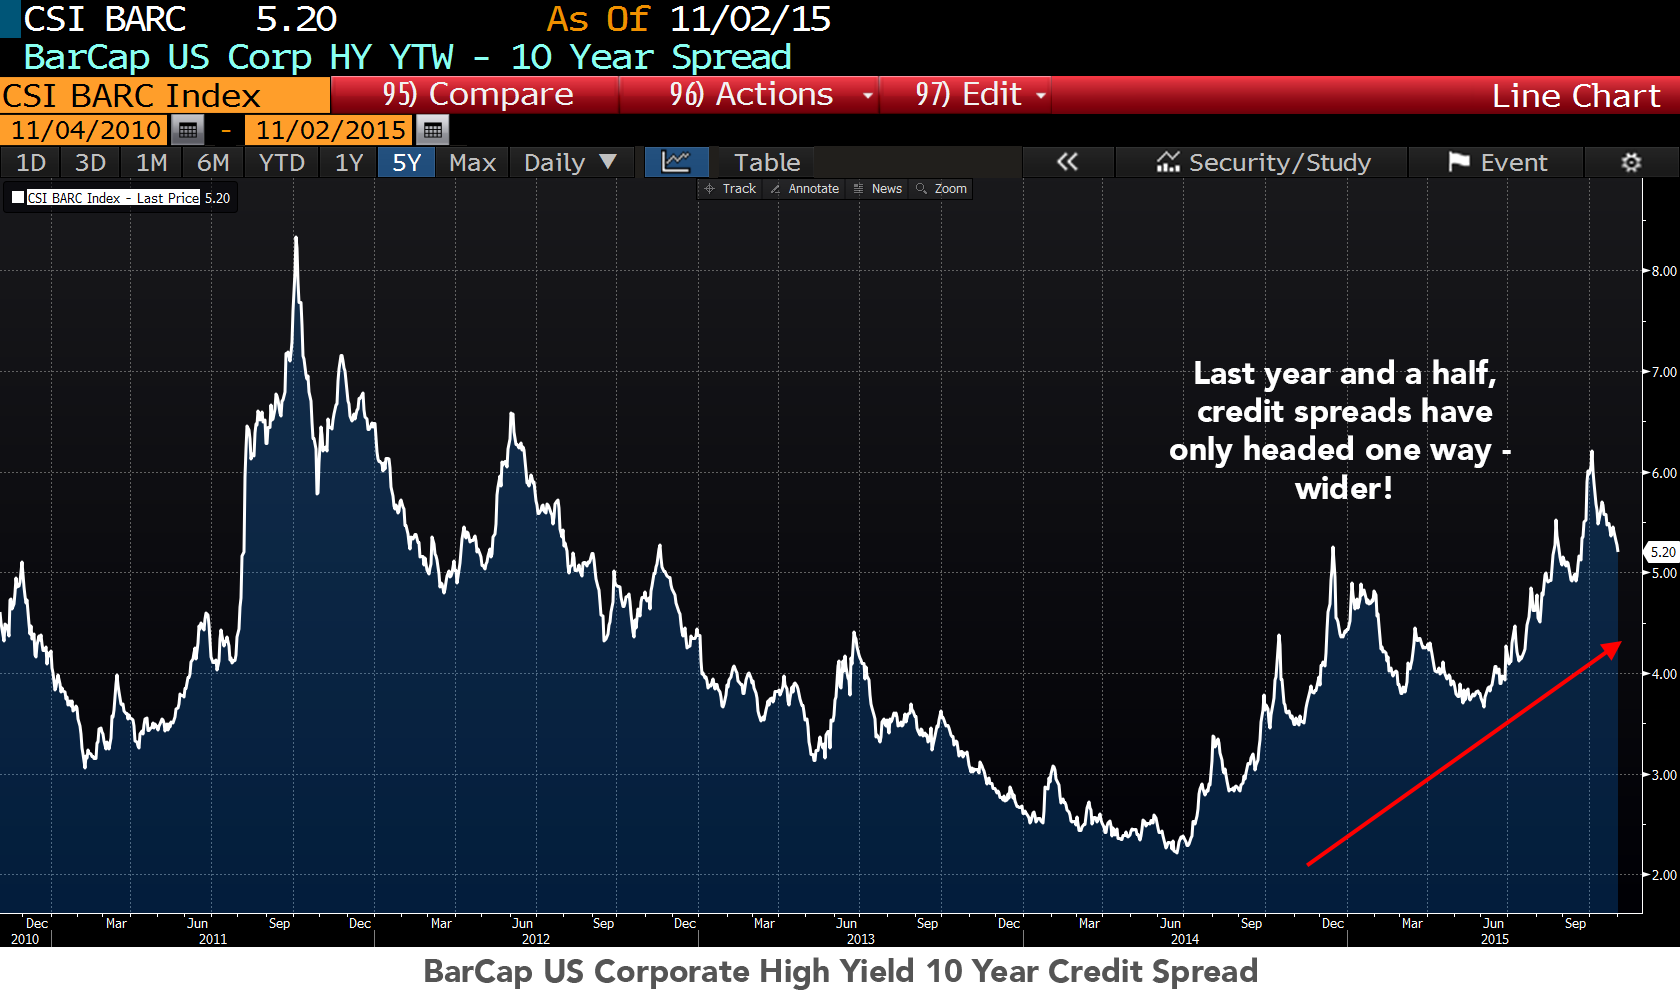 CSI BARC 5.20 As Of 11/02/15
BarCap US Corp HY YTW - 10 Year Spread
CSI BARC Index 95) Compare 96) Actions 97) Edit Line Chart
11/04/2010 - 11/02/2015
1D 3D 1M 6M YTD 1Y 5Y Max Daily ▼ Table « Security/Study Event
Track Annotate News Zoom
CSI BARC Index - Last Price 5.20
8.00
Last year and a half,
7.00
credit spreads have
only headed one way -
6.00
wider!
5.20
5.00
4.00
3.00
2.00
Dec Mar Jun Sep Dec Mar Jun Sep Dec Mar Jun Sep Dec Mar Jun Sep Dec Mar Jun Sep
2010 2011 2012 2013 2014 2015
BarCap US Corporate High Yield 10 Year Credit Spread